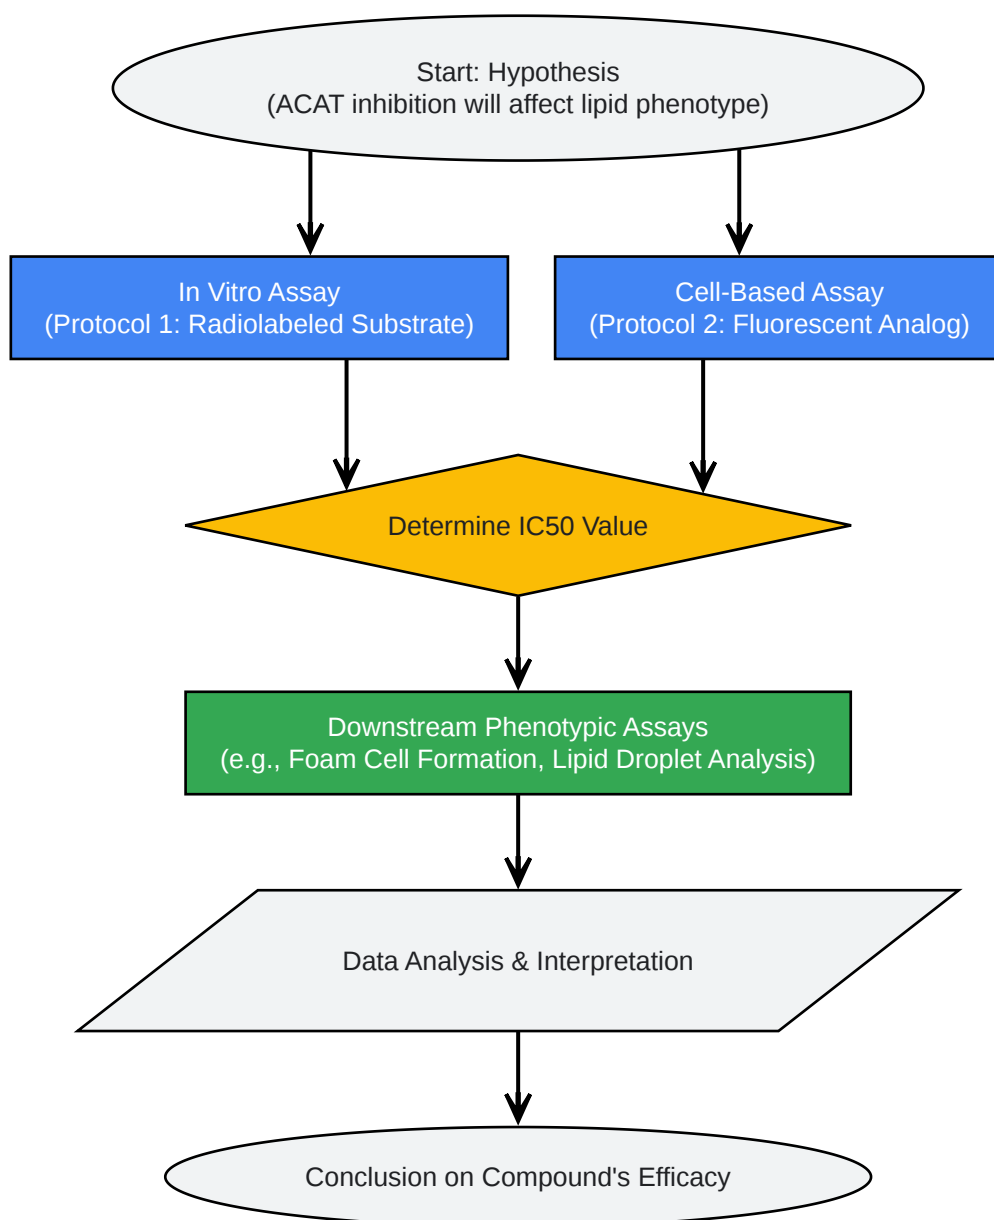 Start: Hypothesis
(ACAT inhibition will affect lipid phenotype)
In Vitro Assay
(Protocol 1: Radiolabeled Substrate)
Cell-Based Assay
(Protocol 2: Fluorescent Analog)
Determine IC50 Value
Downstream Phenotypic Assays
(e.g., Foam Cell Formation, Lipid Droplet Analysis)
Data Analysis & Interpretation
Conclusion on Compound's Efficacy